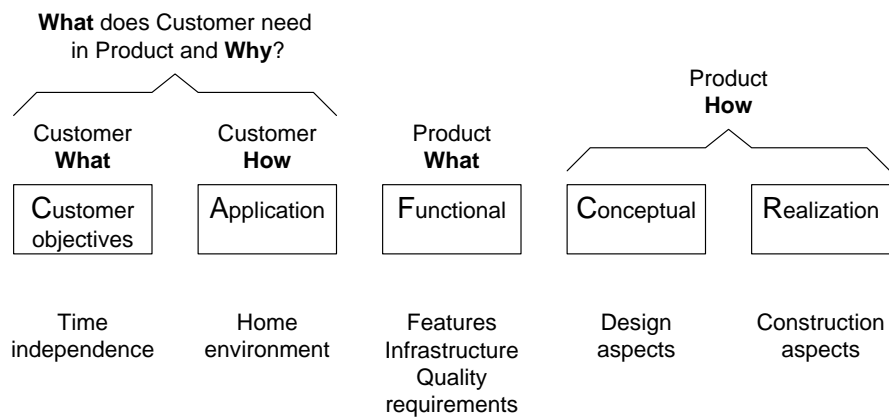 What does Customer need
in Product and Why?
Product
How
Customer
What
Customer
How
Product
What
Customer
objectives
Application
Functional
Conceptual
Realization
Time
independence
Home
environment
Features
Infrastructure
Quality
requirements
Design
aspects
Construction
aspects